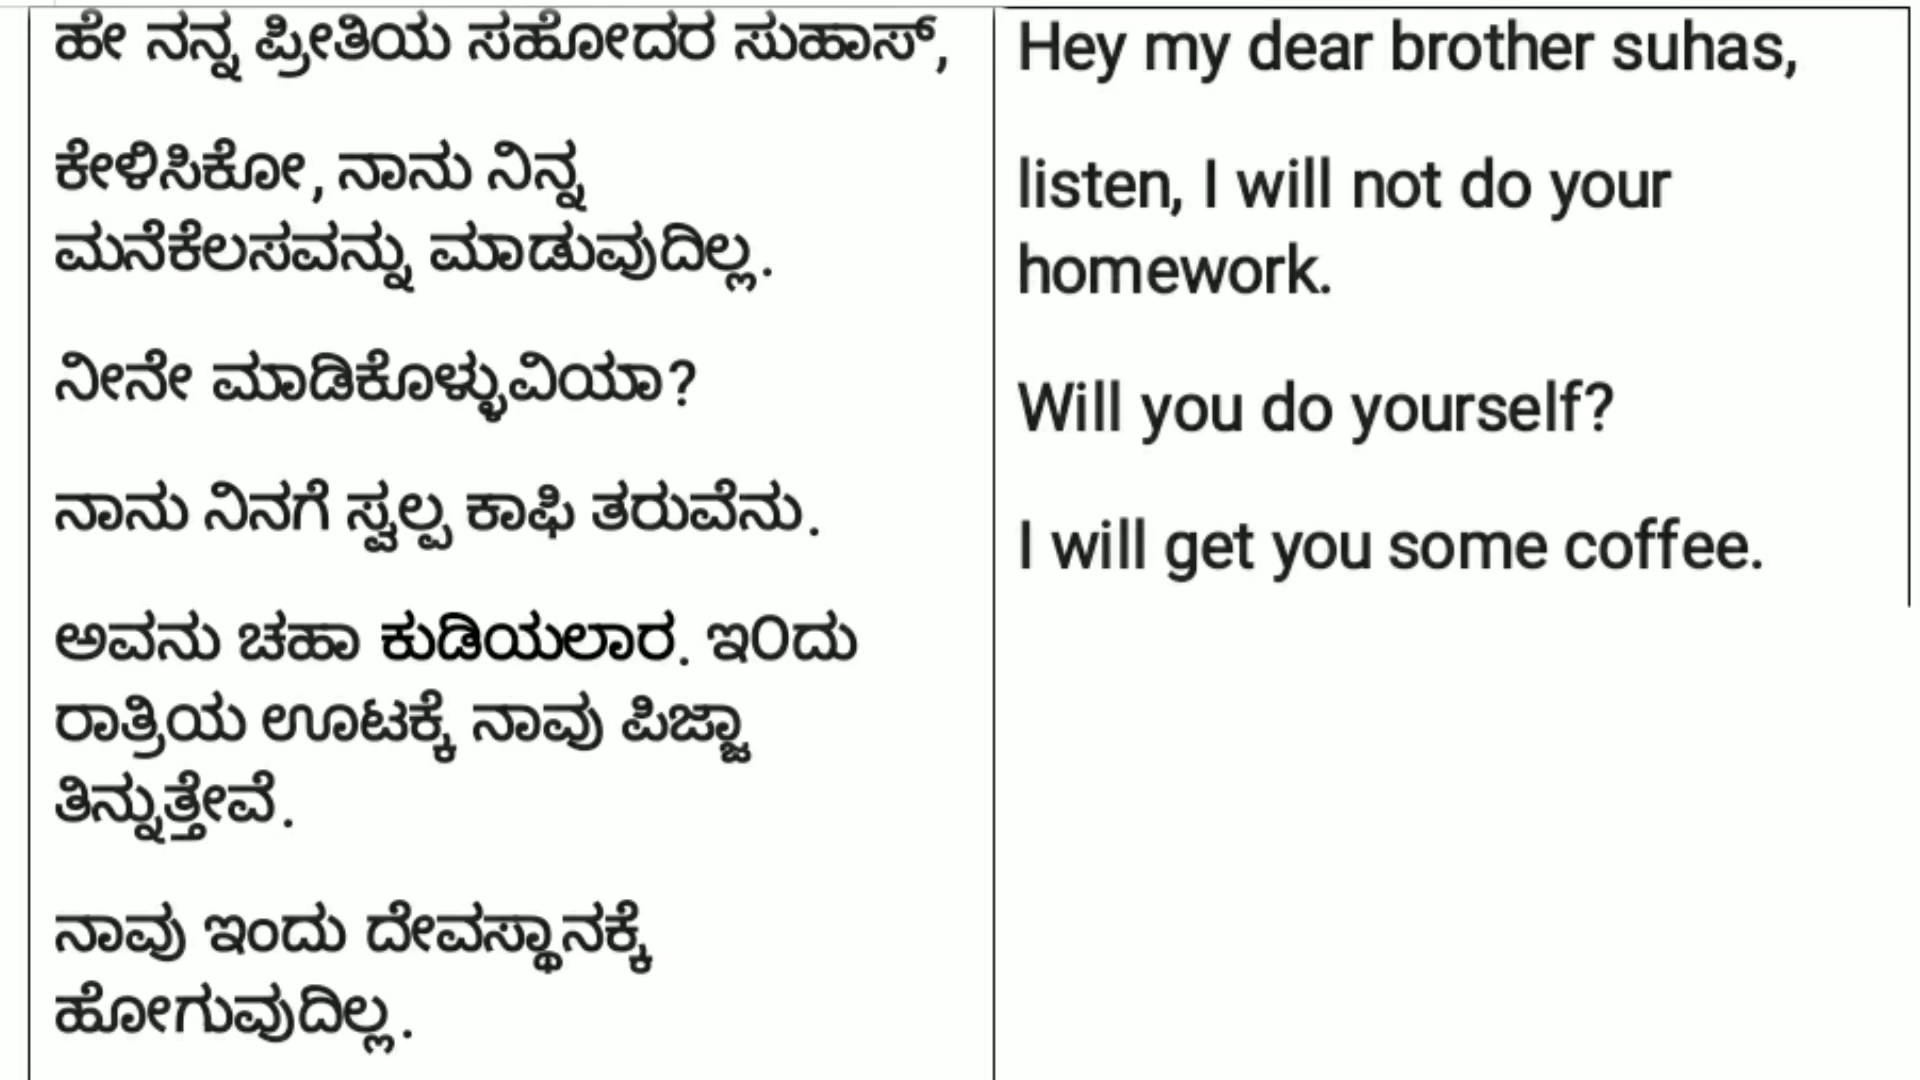 ಹೇ ನನ್ನ ಪ್ರೀತಿಯ ಸಹೋದರ ಸುಹಾಸ್,
ಕೇಳಿಸಿಕೋ, ನಾನು ನಿನ್ನ
ಮನೆಕೆಲಸವನ್ನು ಮಾಡುವುದಿಲ್ಲ.
ನೀನೇ ಮಾಡಿಕೊಳ್ಳುವಿಯಾ?
ನಾನು ನಿನಗೆ ಸ್ವಲ್ಪ ಕಾಫಿ ತರುವೆನು.
ಅವನು ಚಹಾ ಕುಡಿಯಲಾರ. ಇ೦ದು
ರಾತ್ರಿಯ ಊಟಕ್ಕೆ ನಾವು ಪಿಜ್ಜಾ
ತಿನ್ನುತ್ತೇವೆ.
ನಾವು ಇಂದು ದೇವಸ್ಥಾನಕ್ಕೆ
ಹೋಗುವುದಿಲ್ಲ.
Hey my dear brother suhas,
listen, I will not do your
homework.
Will you do yourself?
I will get you some coffee.